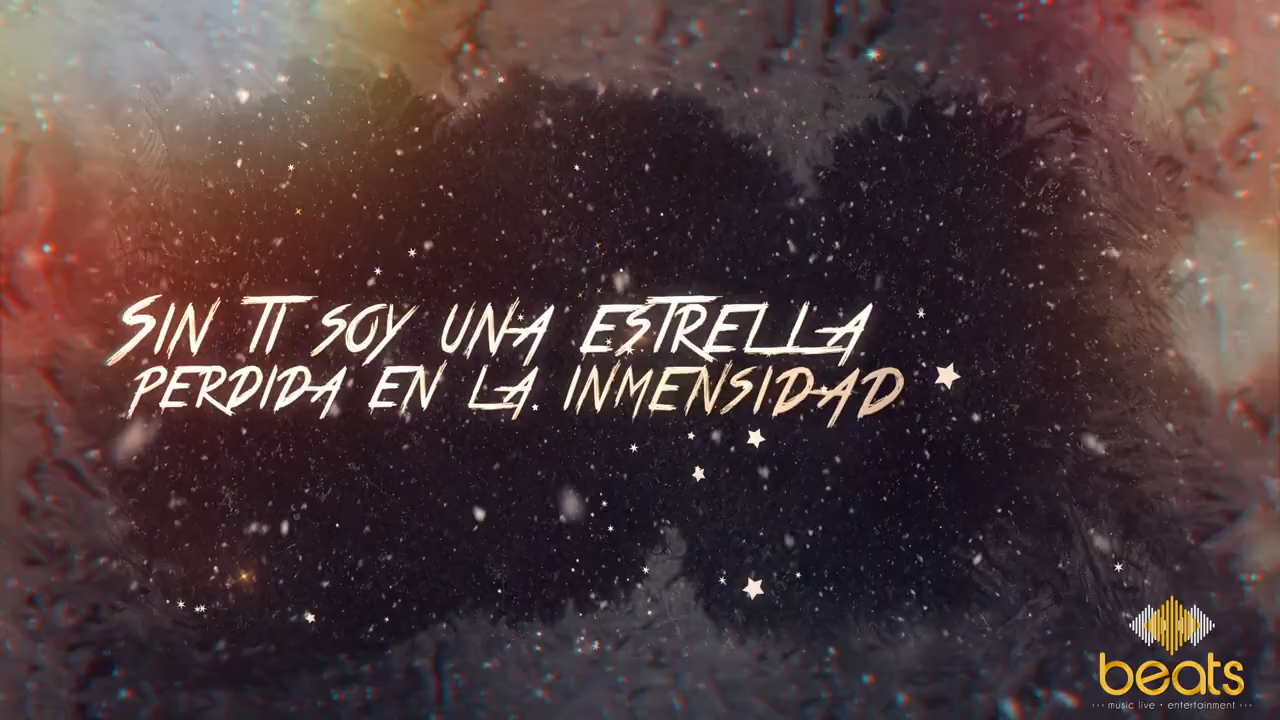 SIN TI SOY UNA ESTRELLA
PERDIDA EN LA INMENSIDAD
beats
music live • entertainment